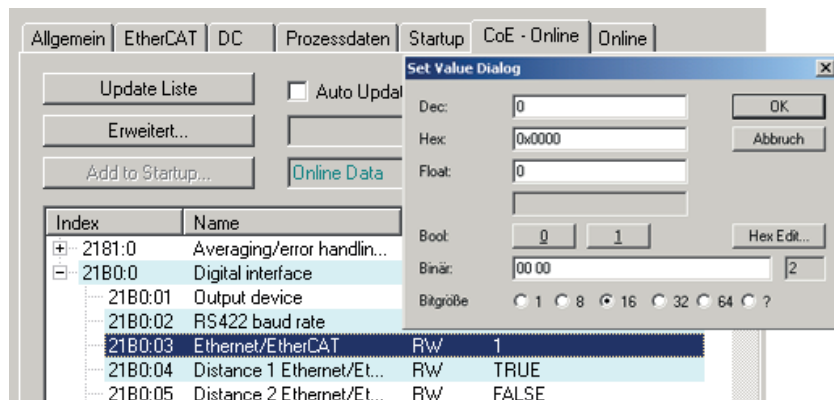 Allgemein EtherCAT DC Prozessdaten Startup CoE - Online Online
Update Liste
Auto Updat
Erweitert...
Add to Startup...
Online Data
Set Value Dialog
Dec: 0 OK
Hex: 0x0000 Abbruch
Float: 0
Bool: 0 1 Hex Edit...
Binär: 00 00 2
Bitgröße 1 8 16 32 64 ?
Index Name
2181:0 Averaging/error handlin...
21B0:0 Digital interface
21B0:01 Output device
21B0:02 RS422 baud rate
21B0:03 Ethernet/EtherCAT RW 1
21B0:04 Distance 1 Ethernet/Et... RW TRUE
21B0:05 Distance 2 Ethernet/Et... RW FALSE